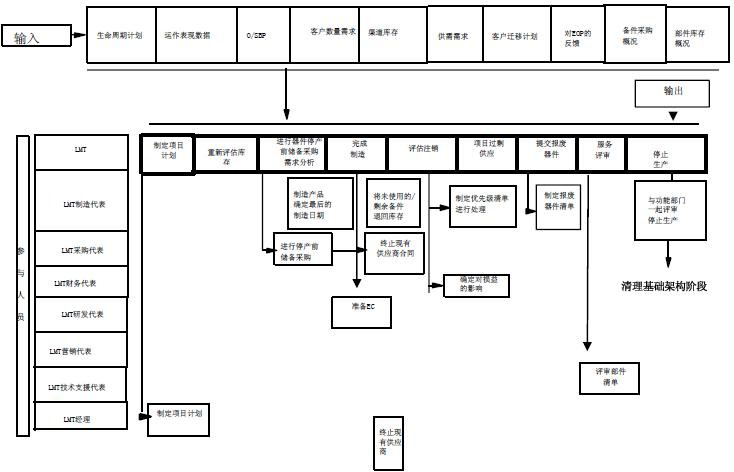 输入
生命周期计划
运作表现数据
O/SBP
客户数量需求
渠道库存
供需需求
客户迁移计划
对EOP的
反馈
备件采购
概况
部件库存
概况
输出
LMT
制定项目
计划
重新评估库
存
进行器件停产
前储备采购
需求分析
完成
制造
评估注销
项目过剩
供应
提交报废
器件
服务
评审
停止
生产
参与人员
LMT制造代表
LMT采购代表
LMT财务代表
LMT研发代表
LMT营销代表
LMT技术支援代表
LMT经理
制造产品
确定最后的
制造日期
将未使用的/
剩余备件
退回库存
制定优先级清单
进行处理
制定报废
器件清单
与功能部门
一起评审
停止生产
进行停产前
储备采购
终止现有
供应商合同
清理基础架构阶段
确定对损益
的影响
准备EC
评审部件
清单
制定项目计划
终止现
有供应
商